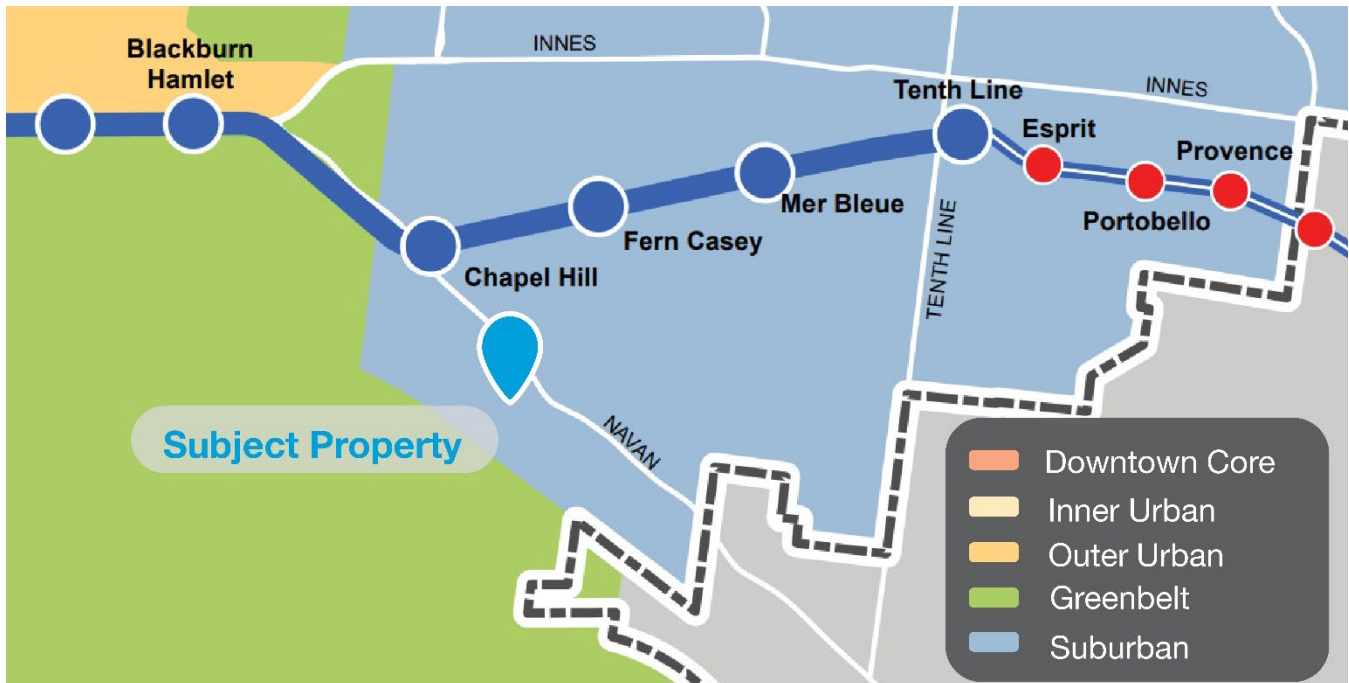 Blackburn
Hamlet
INNES
Tenth Line
INNES
Esprit
Provence
Portobello
Mer Bleue
Fern Casey
Chapel Hill
TENTH LINE
Subject Property
NAVAN
Downtown Core
Inner Urban
Outer Urban
Greenbelt
Suburban